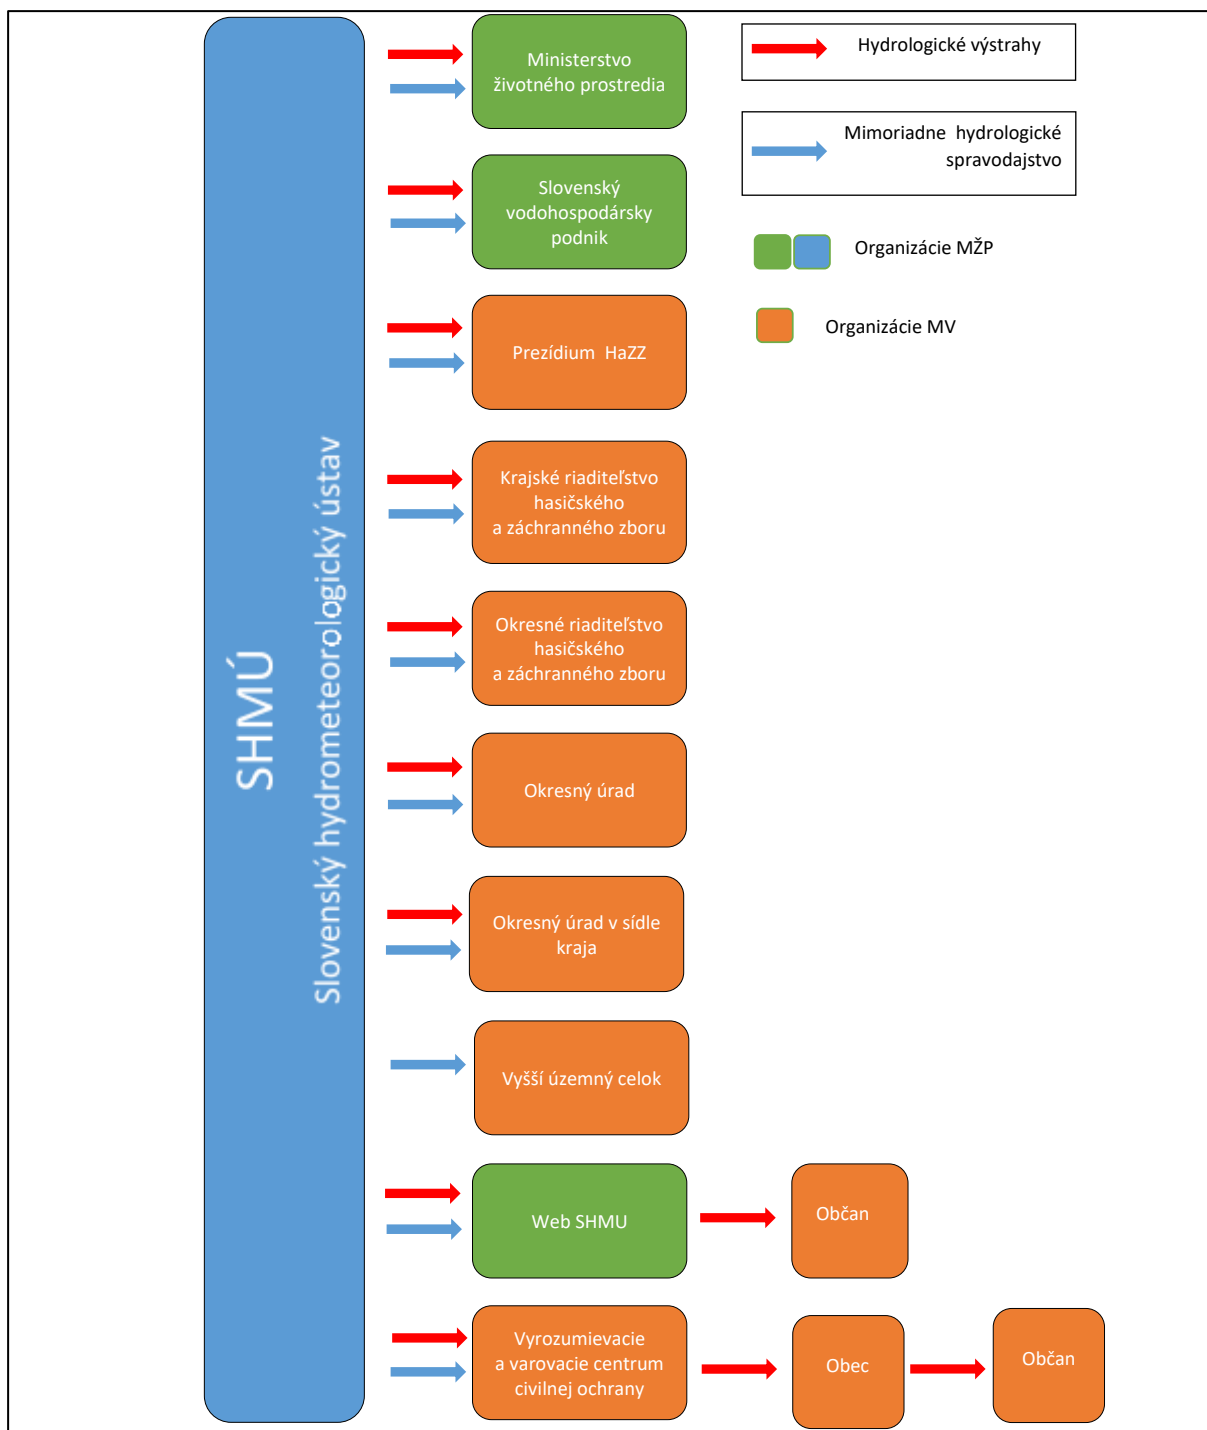 SHMÚ
Slovenský hydrometeorologický ústav
Ministerstvo
životného prostredia
Slovenský
vodohospodársky
podnik
Prezídium HaZZ
Krajské riaditeľstvo
hasičského
a záchranného zboru
Okresné riaditeľstvo
hasičského
a záchranného zboru
Okresný úrad
Okresný úrad v sídle
kraja
Vyšší územný celok
Web SHMU
Občan
Vyrozumievacie
a varovacie centrum
civilnej ochrany
Obec
Občan
Hydrologické výstrahy
Mimoriadne hydrologické
spravodajstvo
Organizácie MŽP
Organizácie MV